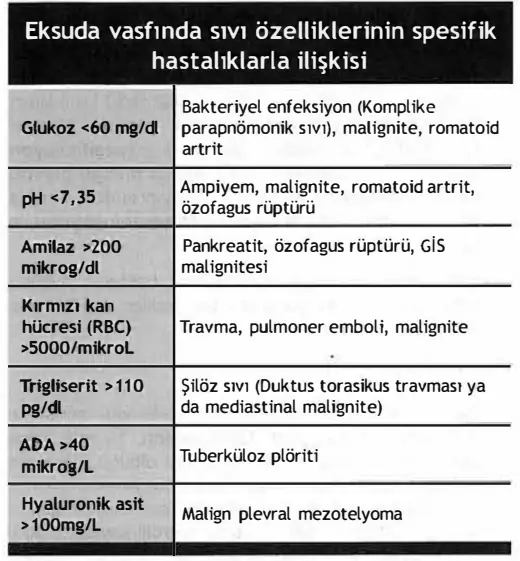 Eksuda vasfında sıvı özelliklerinin spesifik
hastalıklarla ilişkisi
Glukoz <60 mg/dl
Bakteriyel enfeksiyon (Komplike
parapnömonik sıvı), malignite, romatoid
artrit
pH <7,35
Ampiyem, malignite, romatoid artrit,
özofagus rüptürü
Amilaz >200
mikrog/dl
Pankreatit, özofagus rüptürü, GİS
malignitesi
Kırmızı kan
hücresi (RBC)
>5000/mikroL
Travma, pulmoner emboli, malignite
Trigliserit >110
pg/dl
Şilöz sıvı (Duktus torasikus travması ya
da mediastinal malignite)
ADA >40
mikrog/L
Tuberküloz plöriti
Hyaluronik asit
>100mg/L
Malign plevral mezotelyoma